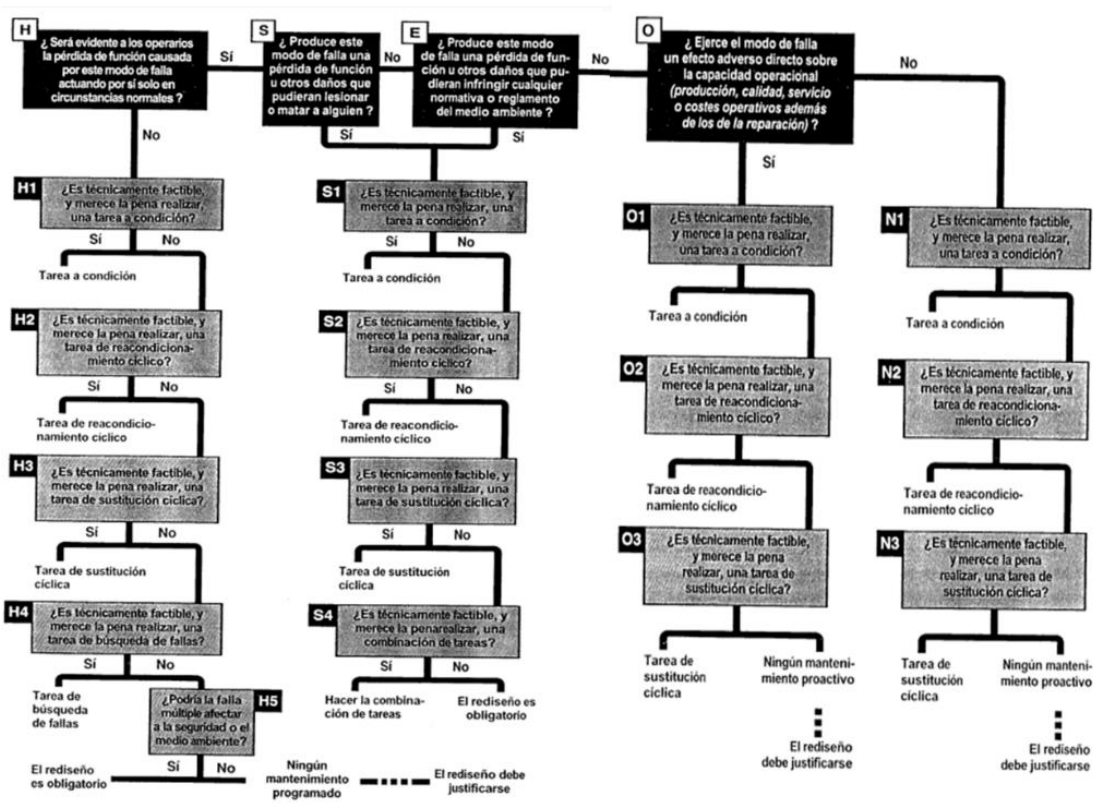 H
¿ Será evidente a los operarios
la pérdida de función causada
por este modo de falla
actuando por si solo en
circunstancias normales ?
Sí
No
S
¿ Produce este
modo de falla una
pérdida de función
u otros daños que
pudieran lesionar
o matar a alguien ?
No
Sí
E
¿ Produce este modo
de falla una pérdida de fun-
ción u otros daños que pu-
dieran infringir cualquier
normativa o reglamento
del medio ambiente ?
No
Sí
O
¿ Ejerce el modo de falla
un efecto adverso directo sobre
la capacidad operacional
(producción, calidad, servicio
o costes operativos además
de los de la reparación) ?
No
Sí
H1
¿Es técnicamente factible,
y merece la pena realizar,
una tarea a condición?
Sí No
Tarea a condición
H2
¿Es técnicamente factible, y
merece la pena realizar, una
tarea de reacondiciona-
miento cíclico?
Sí No
Tarea de reacondicio-
namiento cíclico
H3
¿Es técnicamente factible, y
merece la pena realizar, una
tarea de sustitución cíclica?
Sí No
Tarea de sustitución
cíclica
H4
¿Es técnicamente factible, y
merece la pena realizar, una
tarea de búsqueda de fallas?
Sí No
Tarea de
búsqueda
de fallas
H5
¿Podría la falla
múltiple afectar
a la seguridad o el
medio ambiente?
Sí No
El rediseño
es obligatorio
Ningún
mantenimiento
programado
El rediseño debe
justificarse
S1
¿Es técnicamente factible,
y merece la pena realizar, una
tarea a condición?
Sí No
Tarea a condición
S2
¿Es técnicamente factible, y
merece la pena realizar, una
tarea de reacondiciona-
miento cíclico?
Sí No
Tarea de reacondicio-
namiento cíclico
S3
¿Es técnicamente factible, y
merece la pena realizar, una
tarea de sustitución cíclica?
Sí No
Tarea de sustitución
cíclica
S4
¿Es técnicamente factible, y
merece la penarealizar, una
combinación de tareas?
Sí No
Hacer la combina-
ción de tareas
El rediseño es
obligatorio
O1
¿Es técnicamente factible,
y merece la pena realizar,
una tarea a condición?
Tarea a condición
O2
¿Es técnicamente factible, y
merece la pena realizar, una
tarea de reacondiciona-
miento cíclico?
Tarea de reacondicio-
namiento cíclico
O3
¿Es técnicamente factible,
y merece la pena
realizar, una tarea de
sustitución cíclica?
Tarea de
sustitución
cíclica
Ningún manteni-
miento proactivo
El rediseño
debe justificarse
N1
¿Es técnicamente factible,
y merece la pena realizar,
una tarea a condición?
Tarea a condición
N2
¿Es técnicamente factible, y
merece la pena realizar, una
tarea de reacondiciona-
miento cíclico?
Tarea de reacondicio-
namiento cíclico
N3
¿Es técnicamente factible,
y merece la pena
realizar, una tarea de
sustitución cíclica?
Tarea de
sustitución
cíclica
Ningún manteni-
miento proactivo
El rediseño
debe justificarse